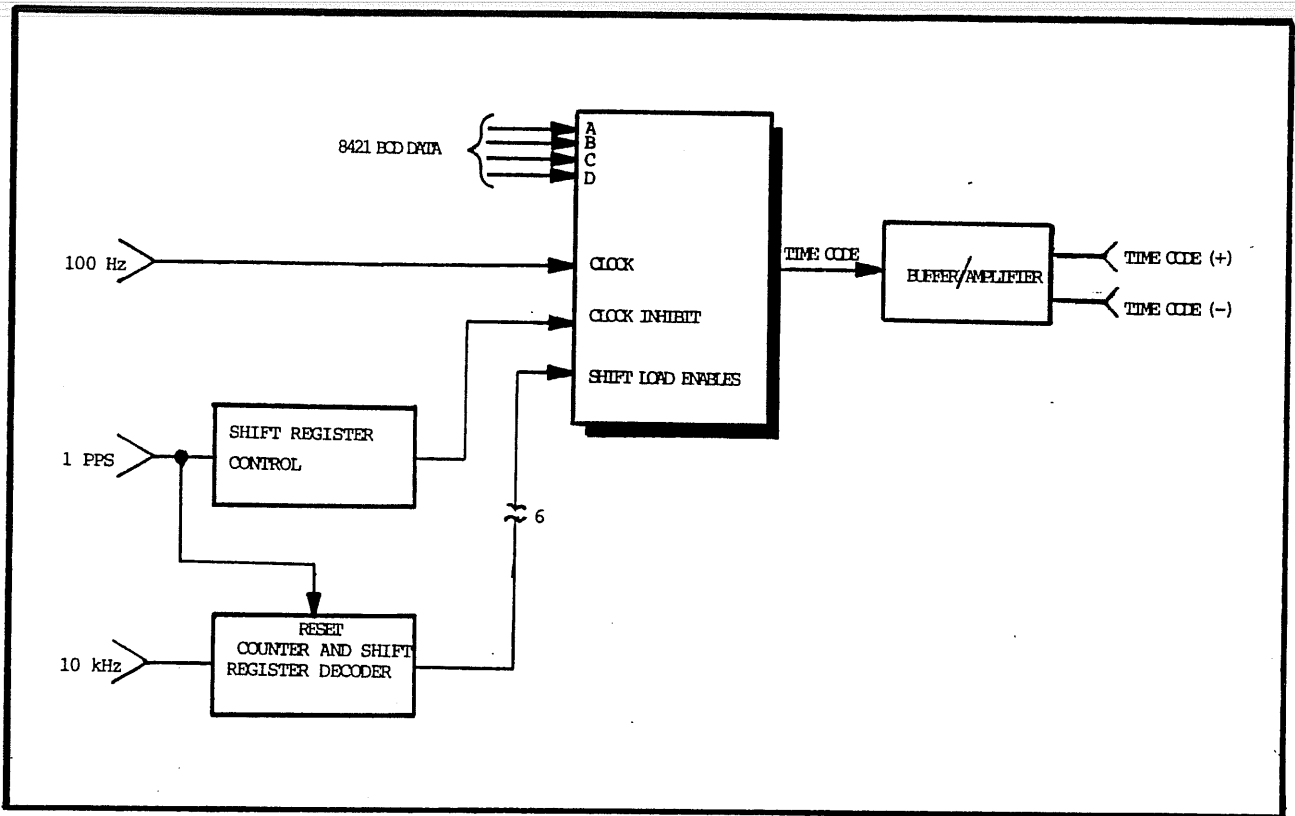 8421 BCD DATA
A
B
C
D
100 Hz
CLOCK
TIME CODE
BUFFER/AMPLIFIER
TIME CODE (+)
TIME CODE (-)
CLOCK INHIBIT
SHIFT LOAD ENABLES
1 PPS
SHIFT REGISTER
CONTROL
6
10 kHz
RESET
COUNTER AND SHIFT
REGISTER DECODER